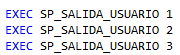 EXEC SP_SALIDA_USUARIO 1
EXEC SP_SALIDA_USUARIO 2
EXEC SP_SALIDA_USUARIO 3